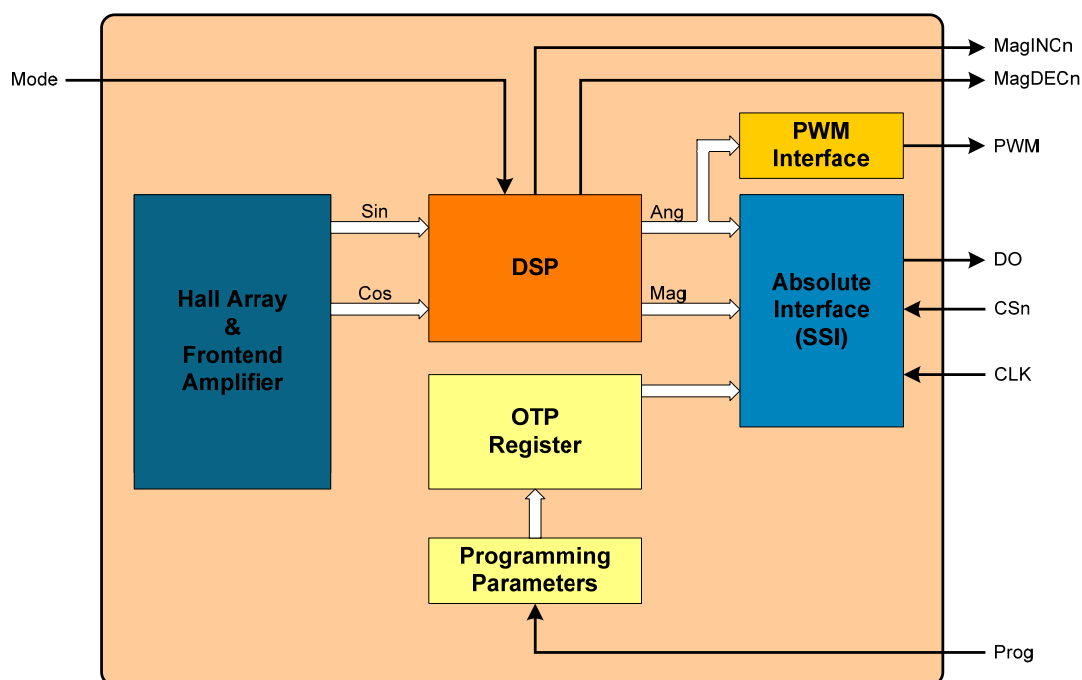 MagINCn
Mode
MagDECn
PWM
Interface
PWM
Sin
Ang
DSP
DO
Cos
Mag
Hall Array
&
Frontend
Amplifier
Absolute
Interface
(SSI)
CSn
CLK
OTP
Register
Programming
Parameters
Prog